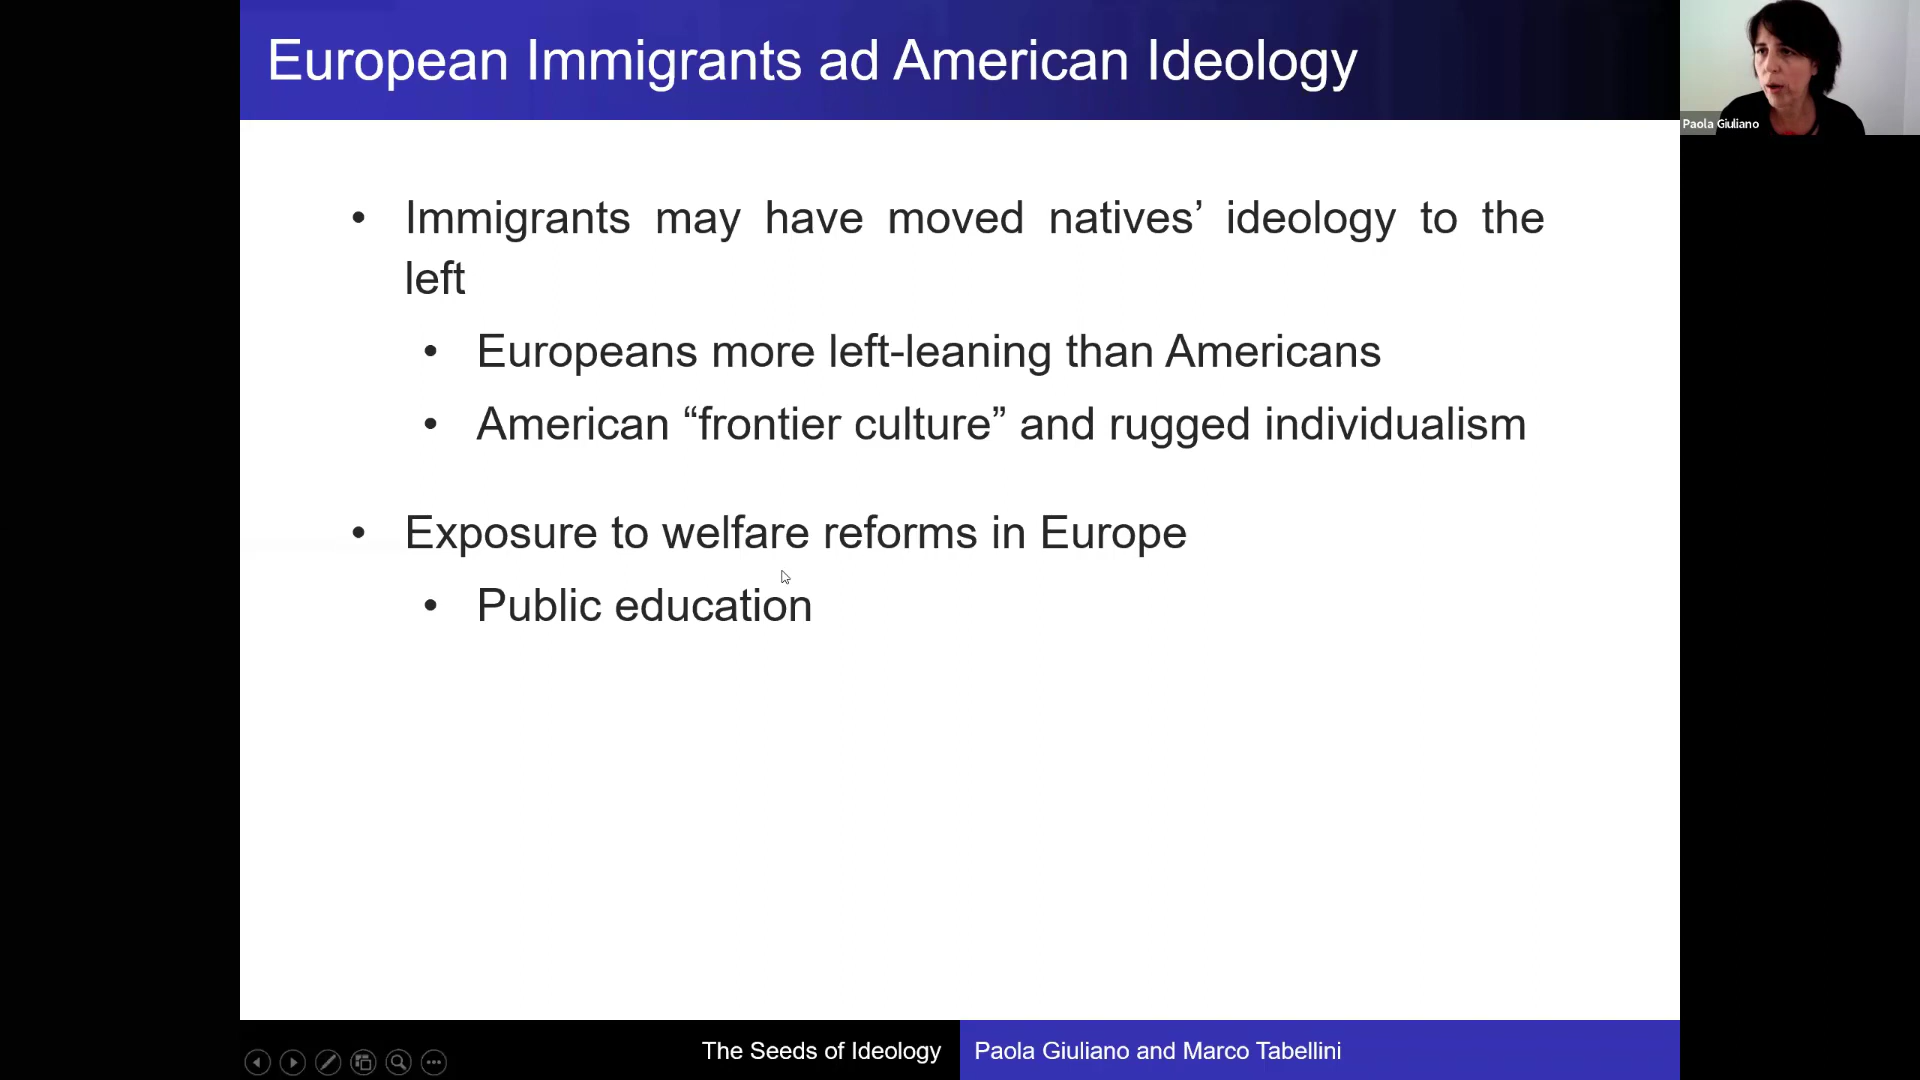 European Immigrants ad American Ideology
Paola Giuliano
• Immigrants may have moved natives’ ideology to the
left
• Europeans more left-leaning than Americans
• American “frontier culture” and rugged individualism
• Exposure to welfare reforms in Europe
• Public education
The Seeds of Ideology
Paola Giuliano and Marco Tabellini